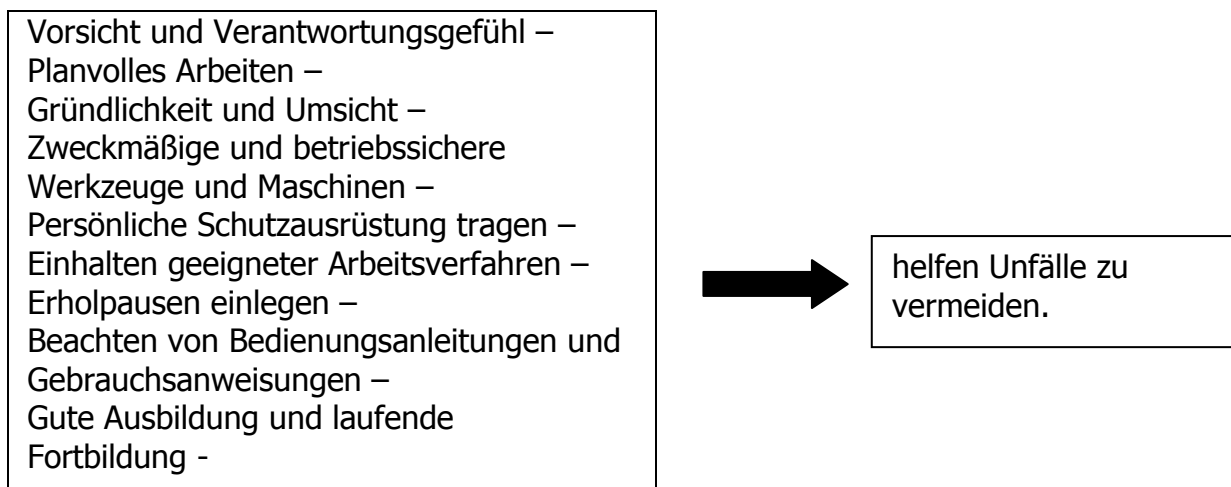 Vorsicht und Verantwortungsgefühl –
Planvolles Arbeiten –
Gründlichkeit und Umsicht –
Zweckmäßige und betriebssichere
Werkzeuge und Maschinen –
Persönliche Schutzausrüstung tragen –
Einhalten geeigneter Arbeitsverfahren –
Erholpausen einlegen –
Beachten von Bedienungsanleitungen und
Gebrauchsanweisungen –
Gute Ausbildung und laufende
Fortbildung -
helfen Unfälle zu
vermeiden.